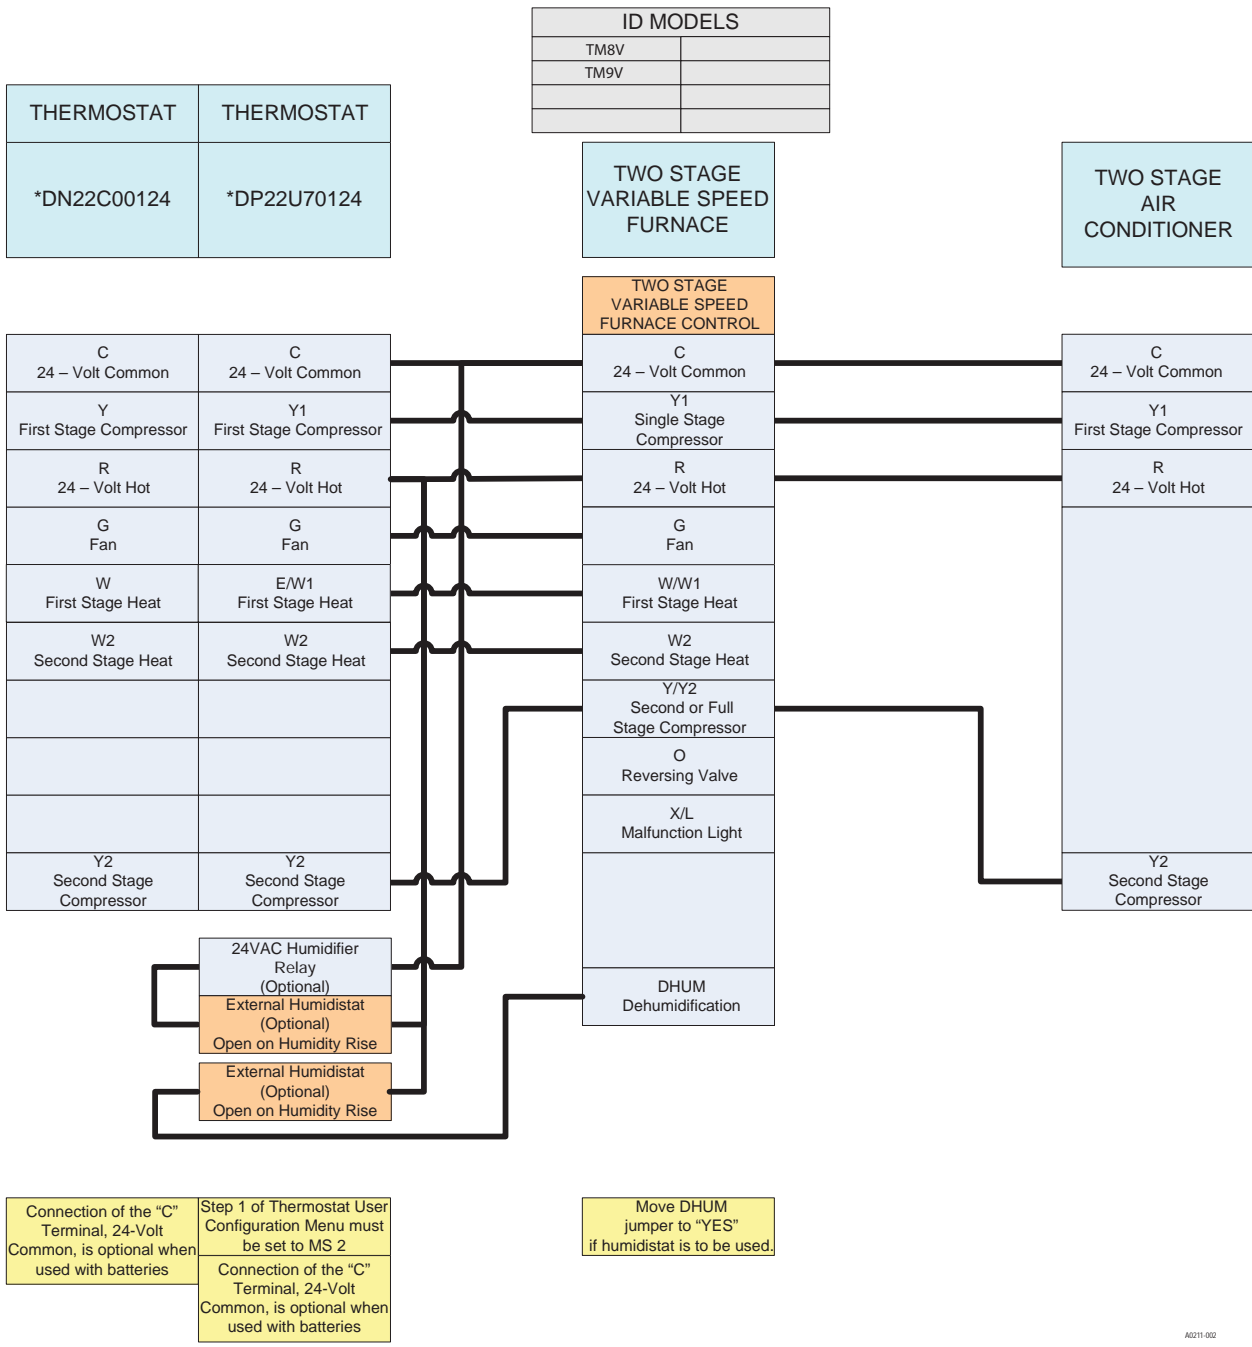 ID MODELS
TM8V
TM9V
THERMOSTAT
THERMOSTAT
*DN22C00124
*DP22U70124
TWO STAGE
VARIABLE SPEED
FURNACE
TWO STAGE
AIR
CONDITIONER
TWO STAGE
VARIABLE SPEED
FURNACE CONTROL
C
24 – Volt Common
C
24 – Volt Common
C
24 – Volt Common
C
24 – Volt Common
Y
First Stage Compressor
Y1
First Stage Compressor
Y1
Single Stage
Compressor
Y1
First Stage Compressor
R
24 – Volt Hot
R
24 – Volt Hot
R
24 – Volt Hot
R
24 – Volt Hot
G
Fan
G
Fan
G
Fan
W
First Stage Heat
E/W1
First Stage Heat
W/W1
First Stage Heat
W2
Second Stage Heat
W2
Second Stage Heat
W2
Second Stage Heat
Y/Y2
Second or Full
Stage Compressor
O
Reversing Valve
X/L
Malfunction Light
Y2
Second Stage
Compressor
Y2
Second Stage
Compressor
Y2
Second Stage
Compressor
24VAC Humidifier
Relay
(Optional)
External Humidistat
(Optional)
Open on Humidity Rise
DHUM
Dehumidification
External Humidistat
(Optional)
Open on Humidity Rise
Connection of the “C”
Terminal, 24-Volt
Common, is optional when
used with batteries
Step 1 of Thermostat User
Configuration Menu must
be set to MS 2
Connection of the “C”
Terminal, 24-Volt
Common, is optional when
used with batteries
Move DHUM
jumper to “YES”
if humidistat is to be used.
A0211-002